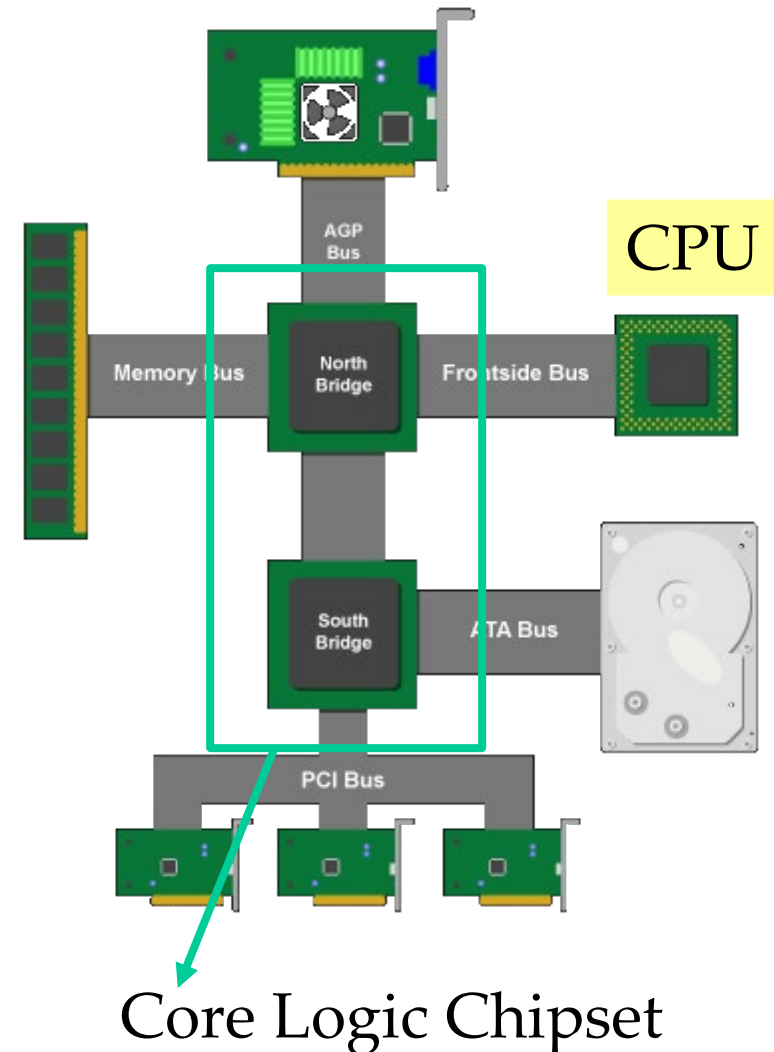 AGP
Bus
CPU
Memory Bus
North
Bridge
Frontside Bus
South
Bridge
ATA Bus
PCI Bus
Core Logic Chipset